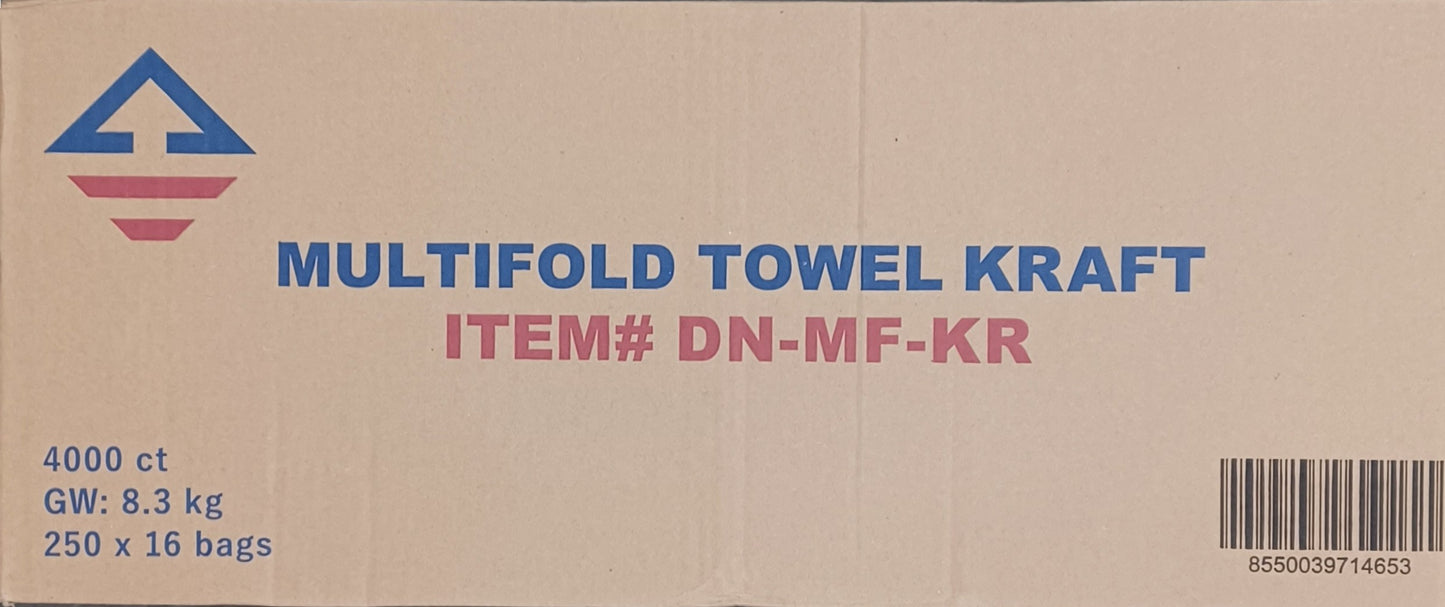 MULTIFOLD TOWEL KRAFT
ITEM# DN-MF-KR
4000 ct
GW: 8.3 kg
250 x 16 bags
8550039714653